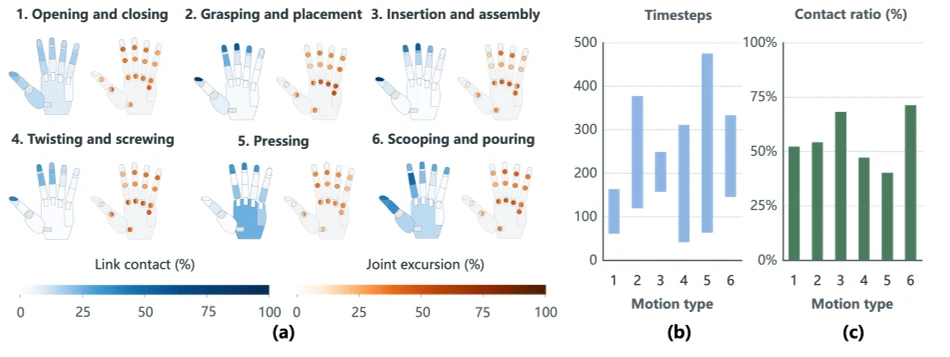 1. Opening and closing
2. Grasping and placement
3. Insertion and assembly
4. Twisting and screwing
5. Pressing
6. Scooping and pouring
Link contact (%)
0 25 50 75 100
Joint excursion (%)
0 25 50 75 100
(a)
Timesteps
500
400
300
200
100
0
1 2 3 4 5 6
Motion type
(b)
Contact ratio (%)
100%
75%
50%
25%
0%
1 2 3 4 5 6
Motion type
(c)